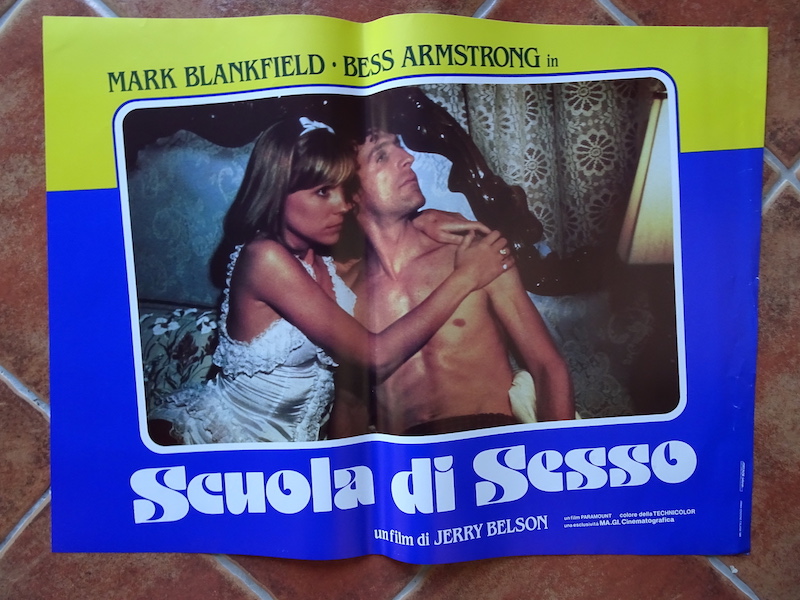 MARK BLANKFIELD · BESS ARMSTRONG in
Scuola di Sesso
un film di JERRY BELSON
un film PARAMOUNT colore della TECHNICOLOR
una esclusività MA.GI. Cinematografica